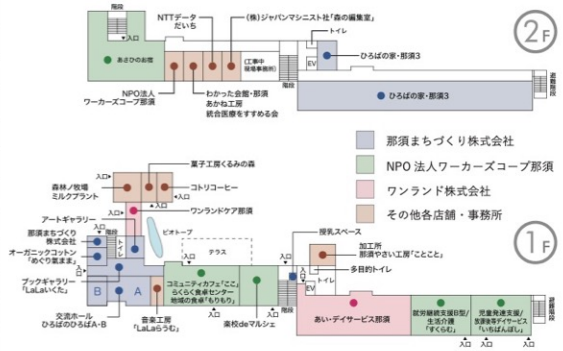 2F
階段
入口
あさひのお宿
NTTデータ
だいち
(株)ジャパンマシニスト社「森の編集室」
トイレ
(工事中
現場事務所)
EV
ひろばの家・那須3
ひろばの家・那須3
避難階段
NPO法人
ワーカーズコープ那須
わかった会館・那須
あかね工房
統合医療をすすめる会
那須まちづくり株式会社
NPO法人ワーカーズコープ那須
ワンランド株式会社
その他各店舗・事務所
1F
菓子工房くるみの森
入口
森林ノ牧場
ミルクプラント
コトリコーヒー
入口
入口
アートギャラリー
ワンランドケア那須
那須まちづくり
株式会社
入口
階段
トイレ
ビオトープ
オーガニックコットン
「めぐり氣まま」
テラス
入口
入口
授乳スペース
加工所
那須やさい工房「ことこと」
多目的トイレ
入口
ブックギャラリー
「LaLaいくた」
B
A
コミュニティカフェ「ここ」
らくらく食卓センター
地域の食卓「もりもり」
トイレ
EV
交流ホール
ひろばのひろばA・B
音楽工房
「LaLaらうむ」
入口
楽校deマルシェ
階段
入口
あい・デイサービス那須
就労継続支援B型/
生活介護
「すくらむ」
児童発達支援/
放課後等デイサービス
「いちばんぼし」
避難階段
入口
入口
入口